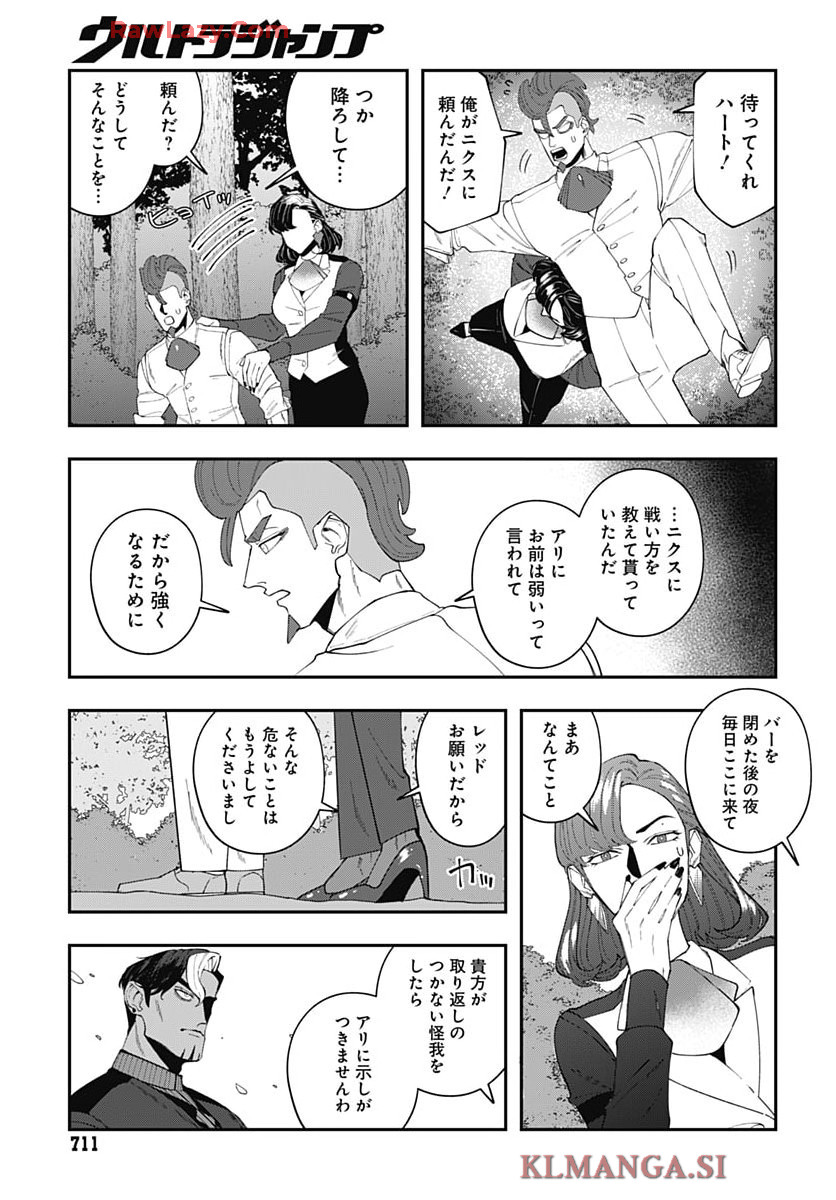 ウルトラジャンプ
RawLazy.Com
待ってくれ
ハート！
俺がニクスに
頼んだんだ！
つか
降ろして…
頼んだ？
どうして
そんなことを…
ヒョイッ
…ニクスに
戦い方を
教えて貰って
いたんだ
アリに
お前は弱いって
言われて
だから強く
なるために
バーを
閉めた後の夜
毎日ここに来て
まあ
なんてこと
レッド
お願いだから
そんな
危ないことは
もうよして
くださいまし
カッ
貴方が
取り返しの
つかない怪我を
したら
アリに示しが
つきませんわ
711
KLMANGA.SI